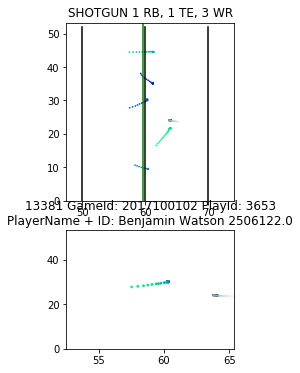 SHOTGUN 1 RB, 1 TE, 3 WR
50
40
30
20
10
0
50 60 70
13381 GameId: 2017100102 PlayId: 3653
PlayerName + ID: Benjamin Watson 2506122.0
40
20
0
55 60 65